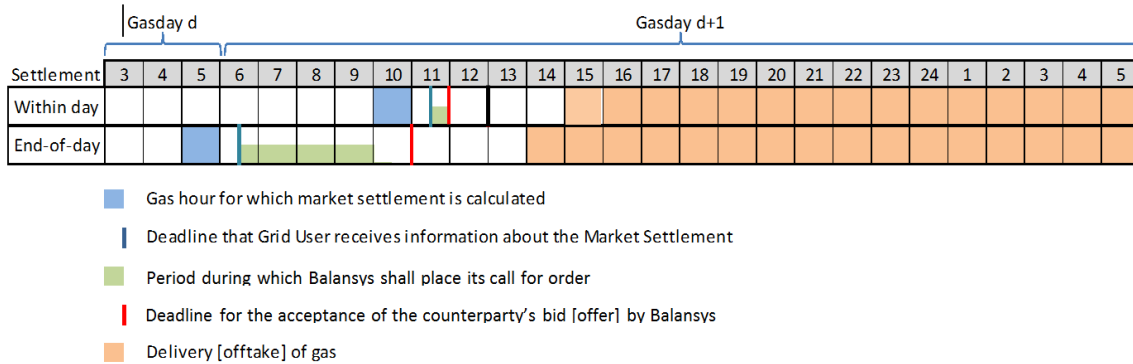 Gasday d Gasday d+1
Settlement 3 4 5 6 7 8 9 10 11 12 13 14 15 16 17 18 19 20 21 22 23 24 1 2 3 4 5
Within day
End-of-day
Gas hour for which market settlement is calculated
Deadline that Grid User receives information about the Market Settlement
Period during which Balansys shall place its call for order
Deadline for the acceptance of the counterparty's bid [offer] by Balansys
Delivery [offtake] of gas